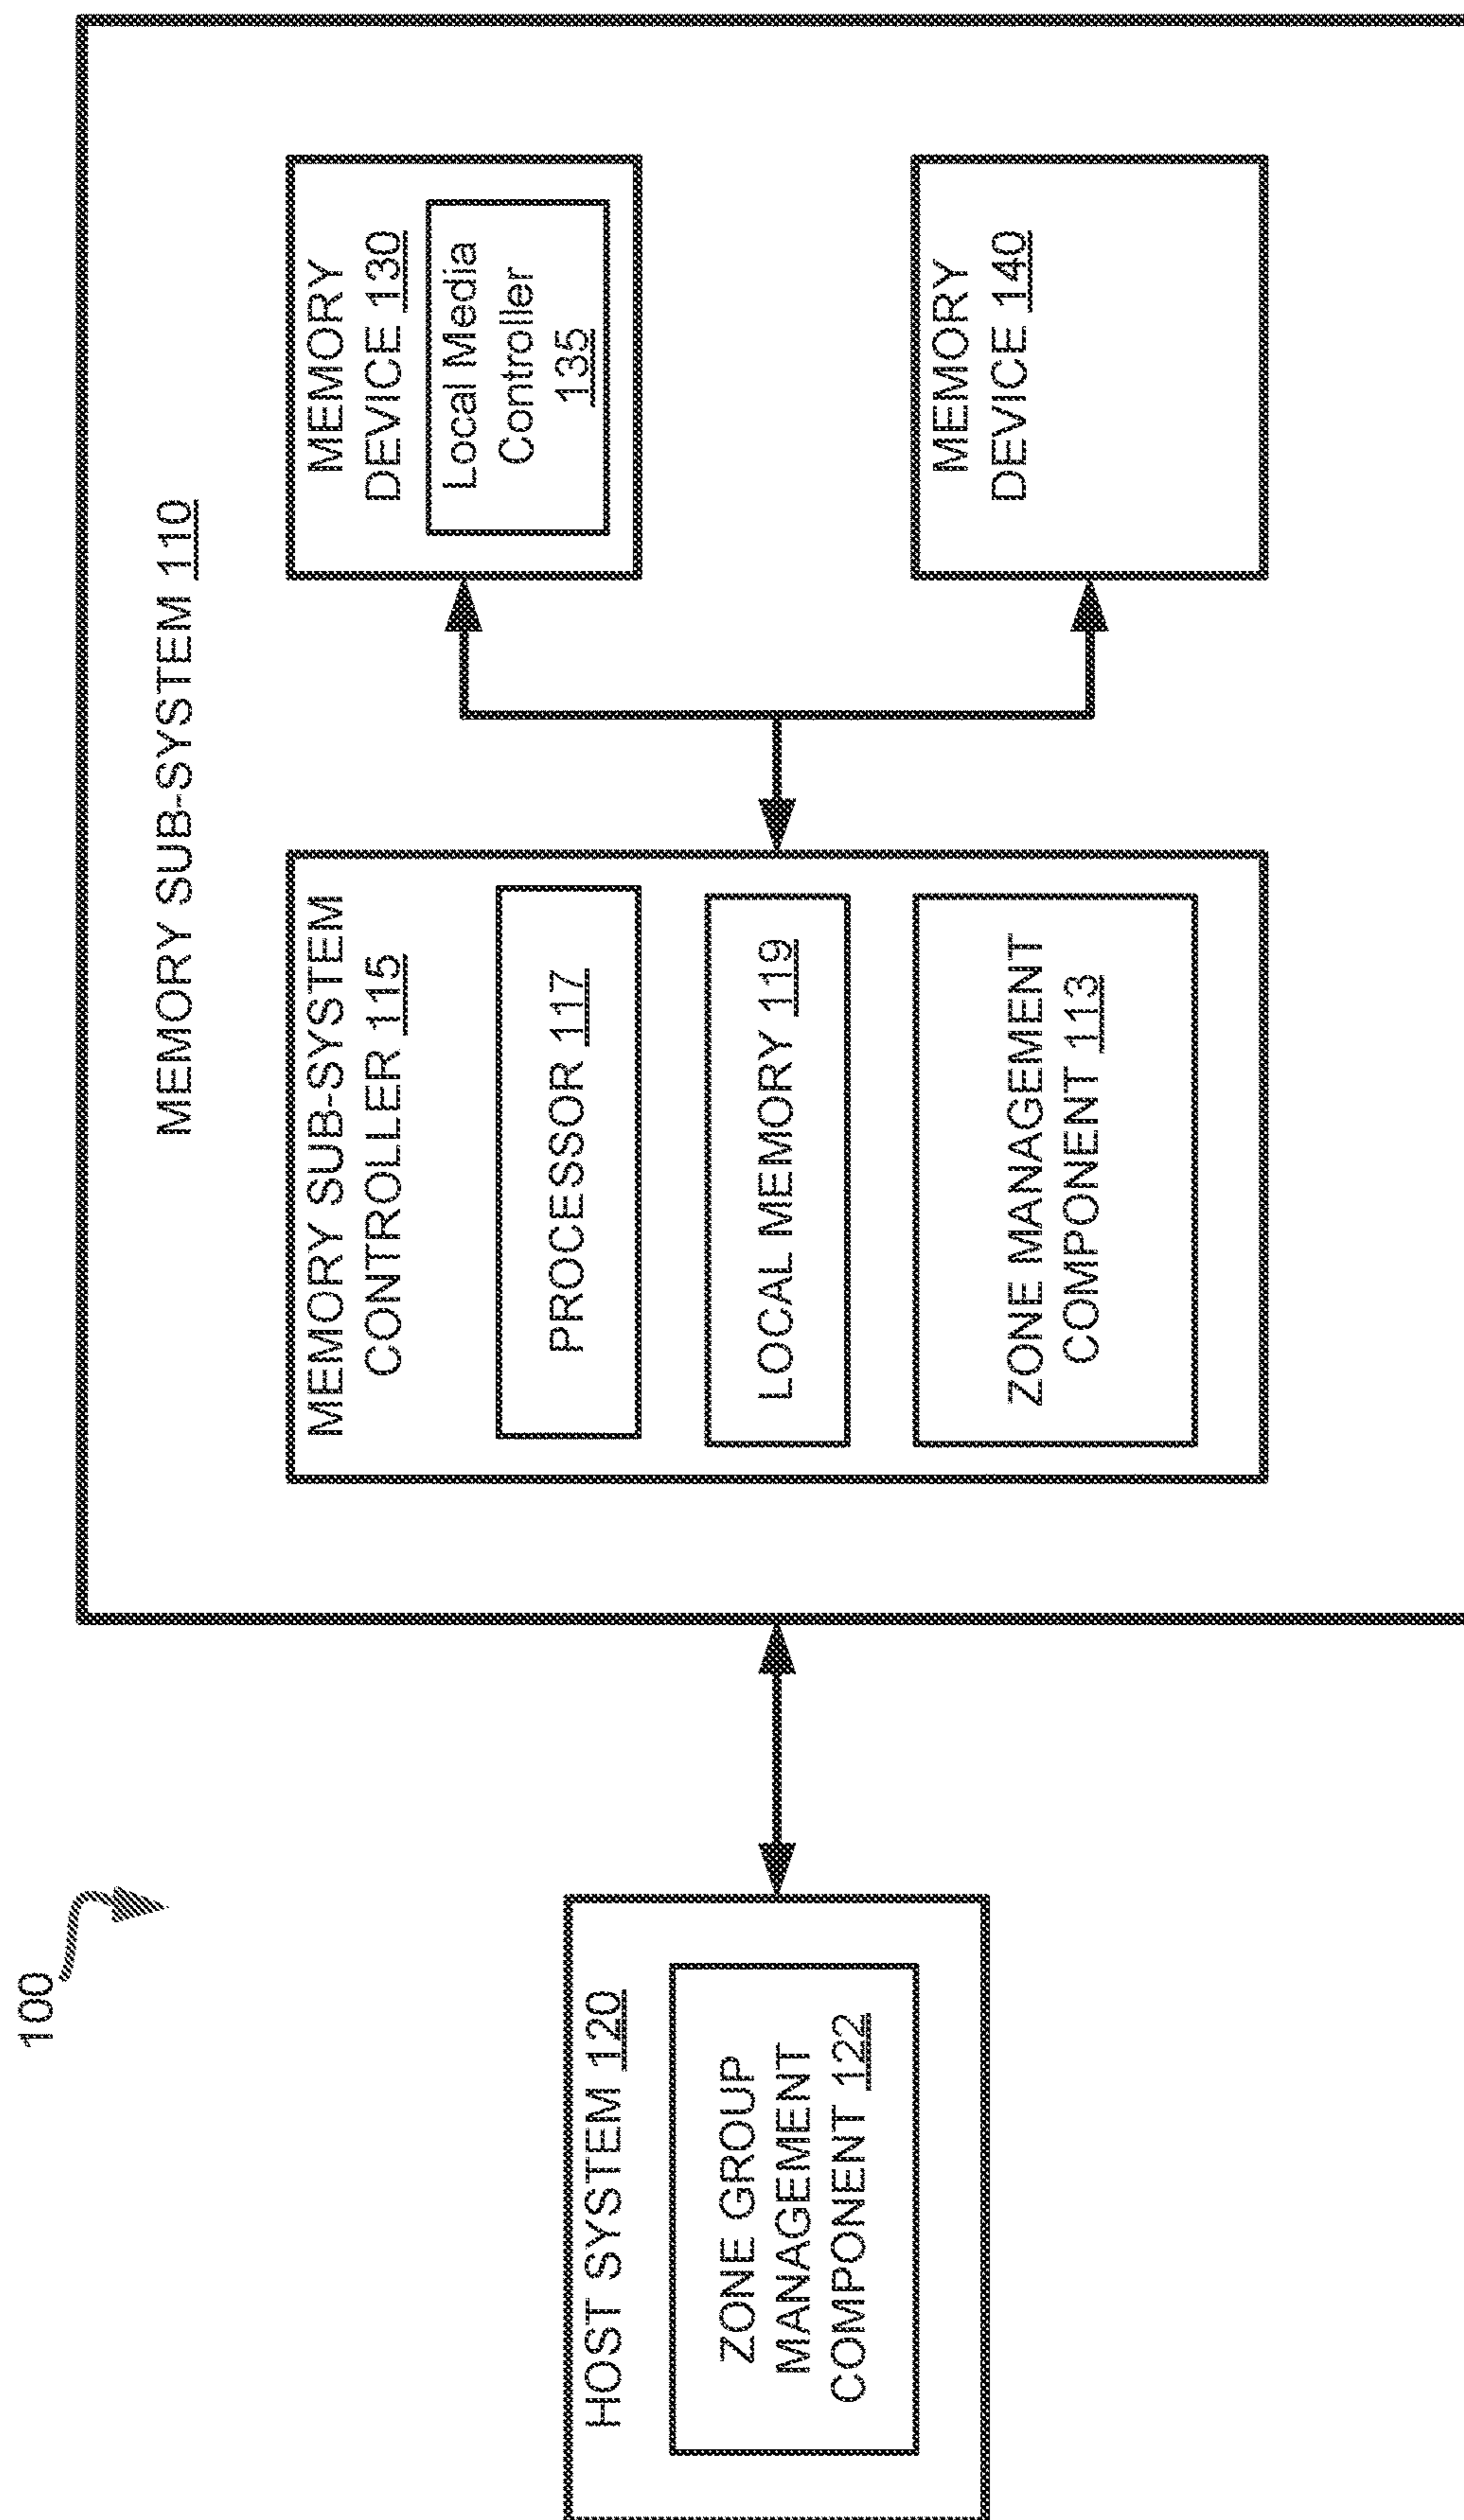 100
HOST SYSTEM 120
ZONE GROUP
MANAGEMENT
COMPONENT 122
MEMORY SUB-SYSTEM 110
MEMORY SUB-SYSTEM
CONTROLLER 115
PROCESSOR 117
LOCAL MEMORY 119
ZONE MANAGEMENT
COMPONENT 113
MEMORY
DEVICE 130
Local Media
Controller
135
MEMORY
DEVICE 140